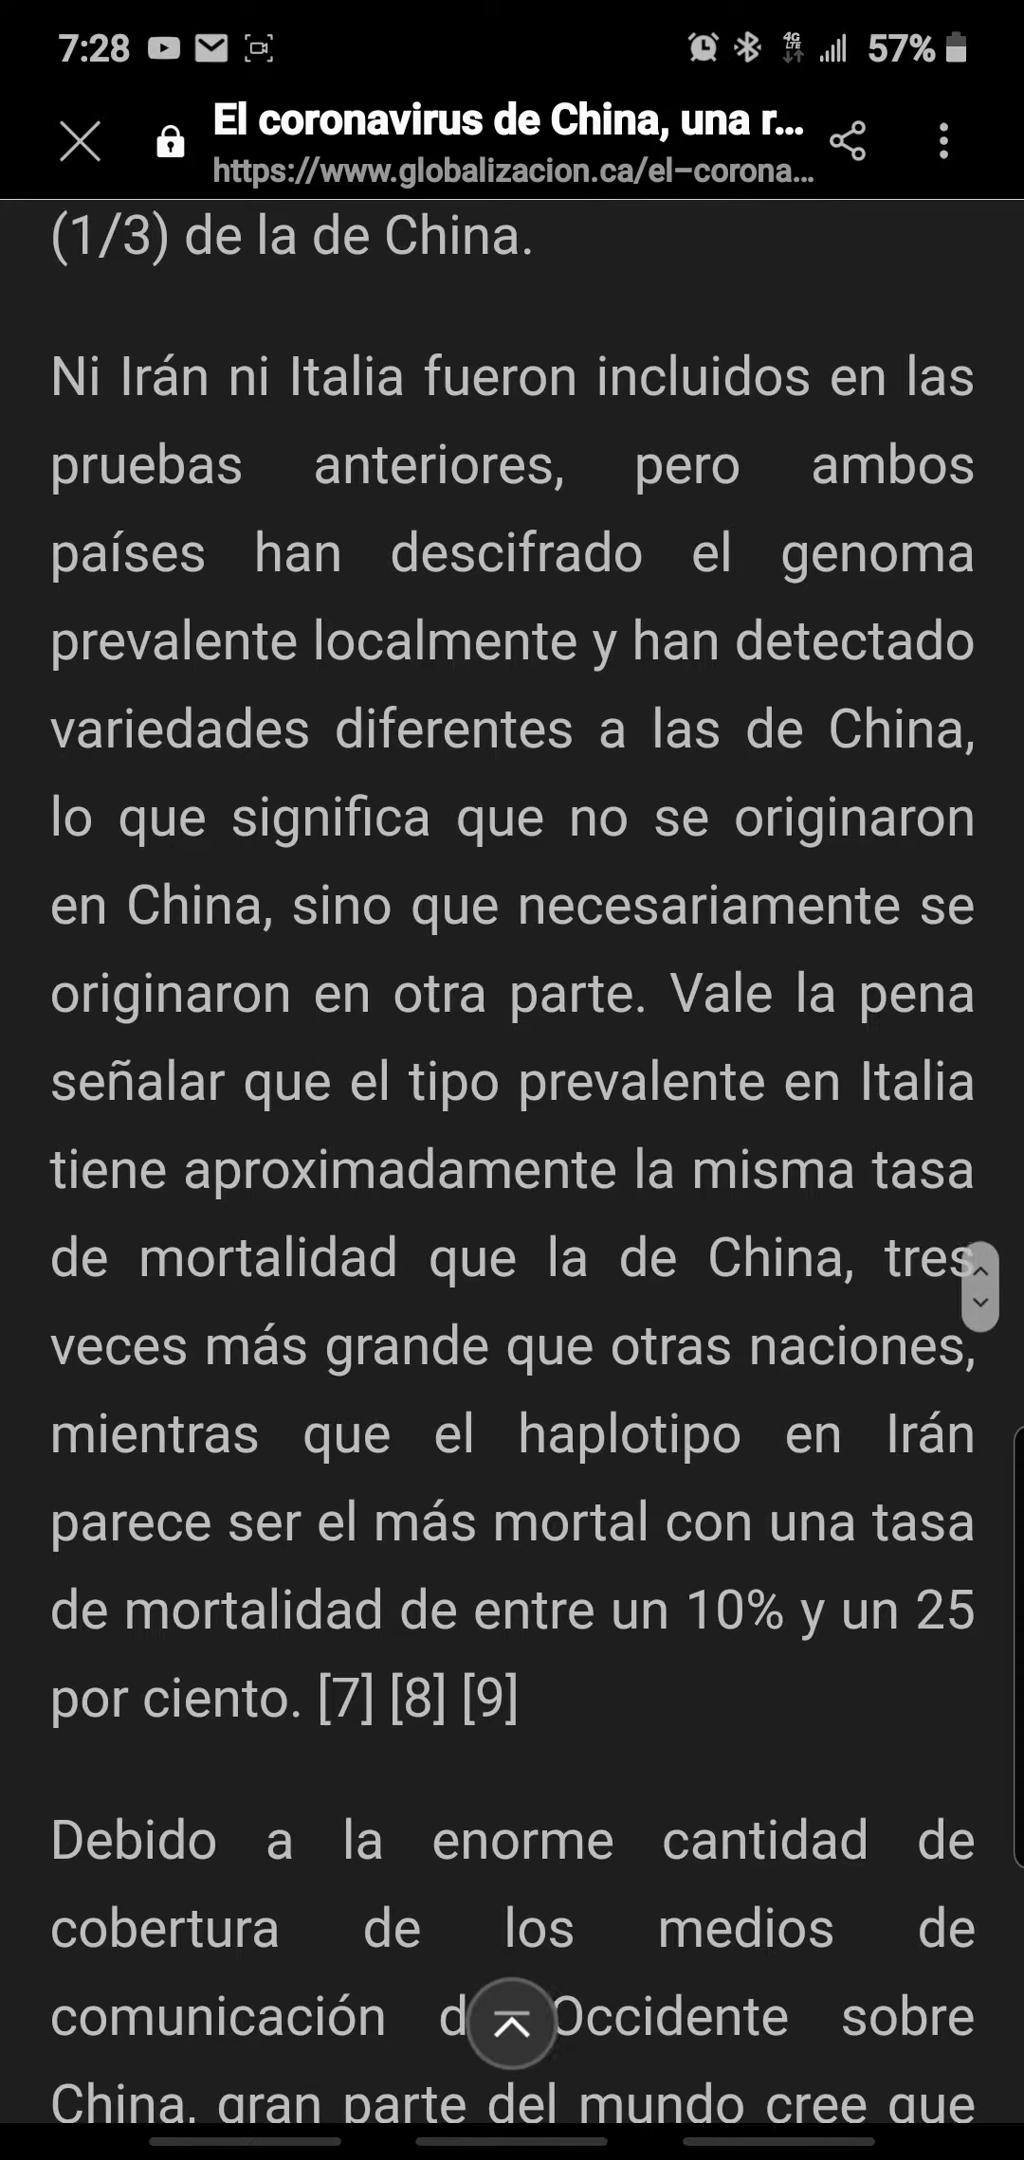 7:28 4G LTE 57%
El coronavirus de China, una r...
https://www.globalizacion.ca/el-corona...
(1/3) de la de China.
Ni Irán ni Italia fueron incluidos en las
pruebas anteriores, pero ambos
países han descifrado el genoma
prevalente localmente y han detectado
variedades diferentes a las de China,
lo que significa que no se originaron
en China, sino que necesariamente se
originaron en otra parte. Vale la pena
señalar que el tipo prevalente en Italia
tiene aproximadamente la misma tasa
de mortalidad que la de China, tres
veces más grande que otras naciones,
mientras que el haplotipo en Irán
parece ser el más mortal con una tasa
de mortalidad de entre un 10% y un 25
por ciento. [7] [8] [9]
Debido a la enorme cantidad de
cobertura de los medios de
comunicación d Occidente sobre
China, gran parte del mundo cree que